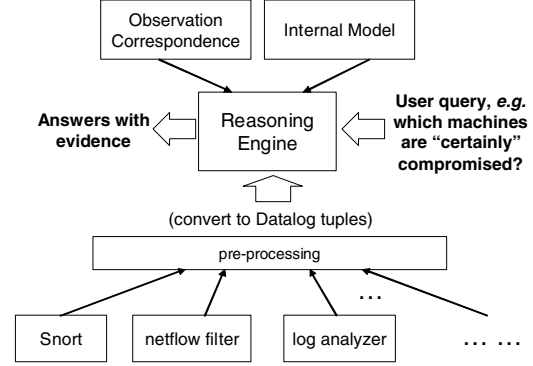 Observation
Correspondence
Internal Model
Answers with
evidence
Reasoning
Engine
User query, e.g.
which machines
are “certainly”
compromised?
(convert to Datalog tuples)
pre-processing
...
Snort
netflow filter
log analyzer
... ...